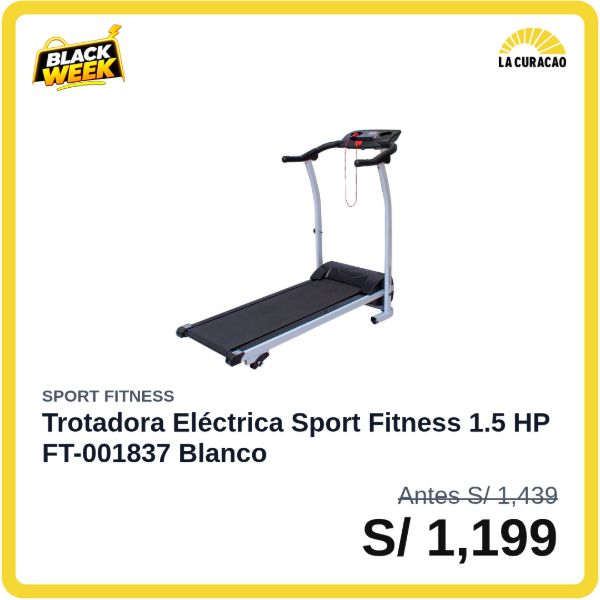 BLACK
WEEK
LA CURACAO
SPORT FITNESS
Trotadora Eléctrica Sport Fitness 1.5 HP
FT-001837 Blanco
Antes S/ 1,439
S/ 1,199